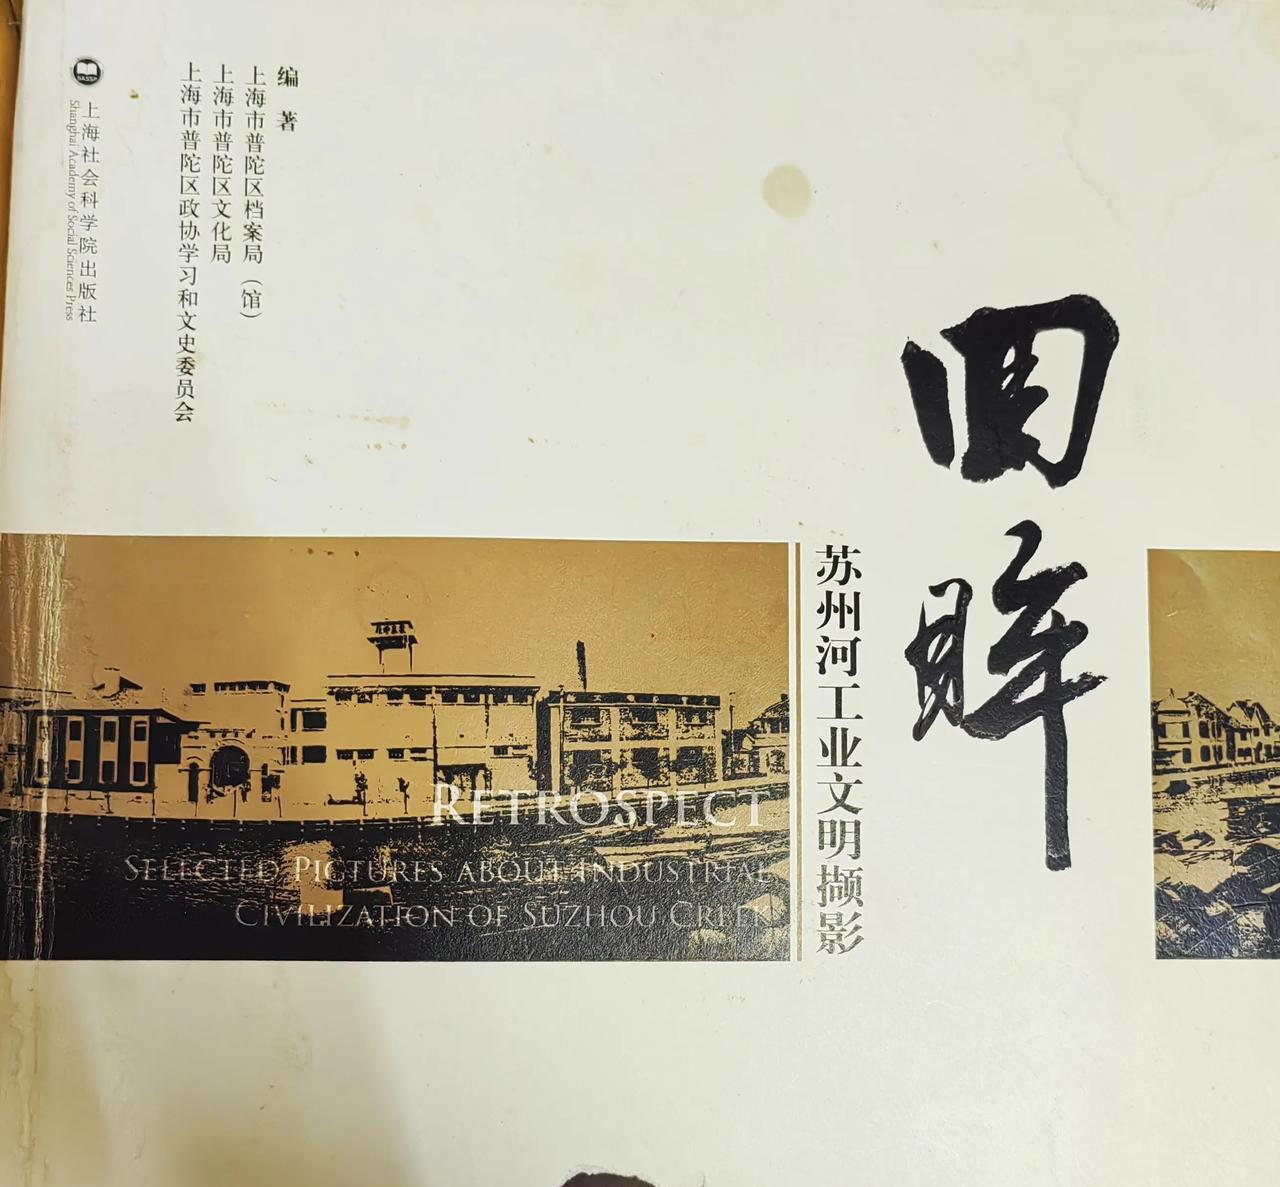 回眸
苏州河工业文明撷影
RETROSPECT
SELECTED PICTURES ABOUT INDUSTRIAL
CIVILIZATION OF SUZHOU CREEK
编著
上海市普陀区档案局（馆）
上海市普陀区文化局
上海市普陀区政协学习和文史委员会
上海社会科学院出版社
Shanghai Academy of Social Sciences Press
SASSP